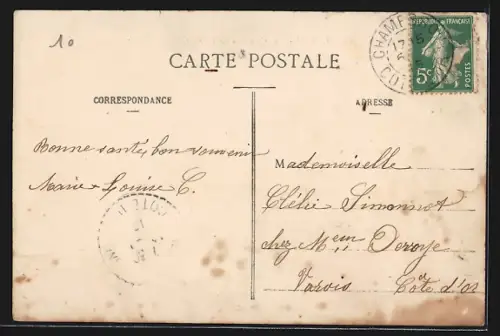 10
CARTE POSTALE
CORRESPONDANCE
ADRESSE
REPUBLIQUE FRANÇAISE
5c
POSTES
Bonne santé, bon souvenir
Marie Louise C.
Mademoiselle
Clélie Simonnot
chez Meur Deroye
Varois Côte d'Or